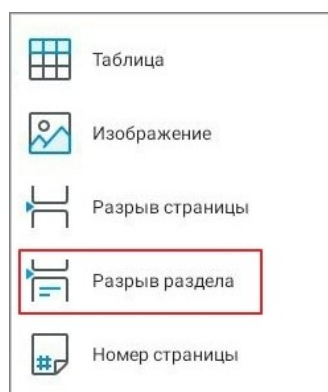 Таблица
Изображение
Разрыв страницы
Разрыв раздела
Номер страницы